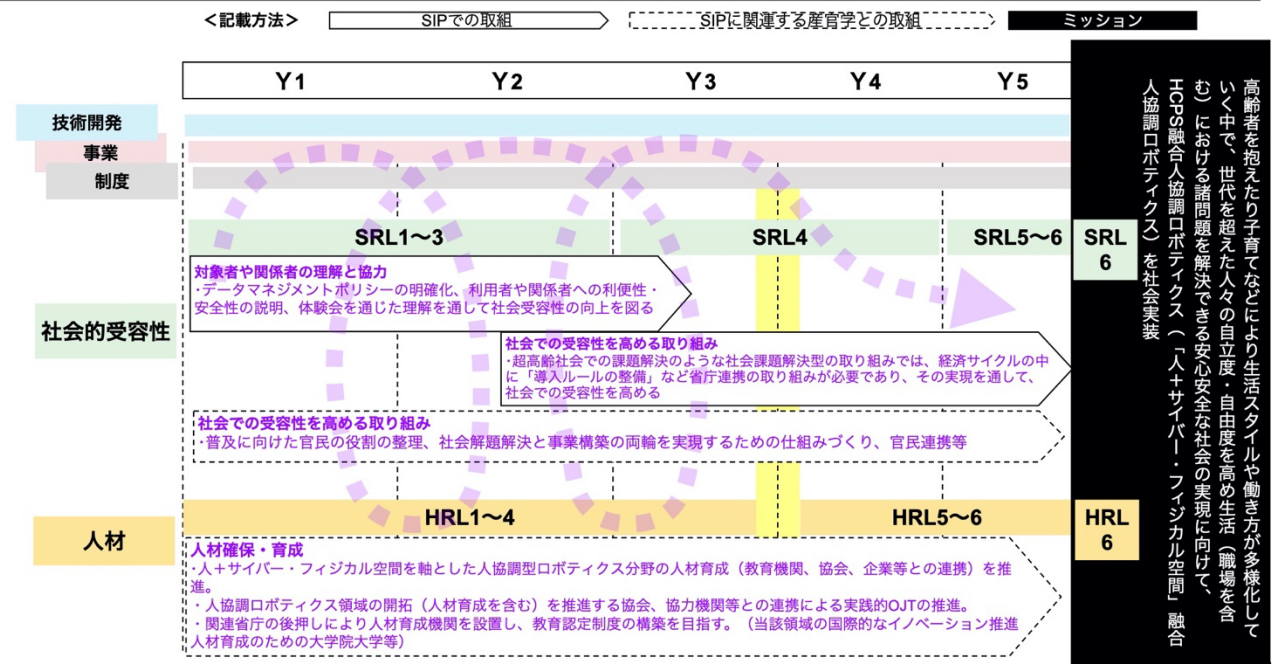 ＜記載方法＞
SIPでの取組
SIPに関連する産官学との取組
ミッション
Y1
Y2
Y3
Y4
Y5
技術開発
事業
制度
SRL1〜3
SRL4
SRL5〜6
SRL
6
社会的受容性
対象者や関係者の理解と協力
・データマネジメントポリシーの明確化、利用者や関係者への利便性・
安全性の説明、体験会を通じた理解を通して社会受容性の向上を図る
社会での受容性を高める取り組み
・超高齢社会での課題解決のような社会課題解決型の取り組みでは、経済サイクルの中
に「導入ルールの整備」など省庁連携の取り組みが必要であり、その実現を通して、
社会での受容性を高める
社会での受容性を高める取り組み
・普及に向けた官民の役割の整理、社会解題解決と事業構築の両輪を実現するための仕組みづくり、官民連携等
人材
HRL1〜4
HRL5〜6
HRL
6
人材確保・育成
・人＋サイバー・フィジカル空間を軸とした人協調型ロボティクス分野の人材育成（教育機関、協会、企業等との連携）を推
進。
・人協調ロボティクス領域の開拓（人材育成を含む）を推進する協会、協力機関等との連携による実践的OJTの推進。
・関連省庁の後押しにより人材育成機関を設置し、教育認定制度の構築を目指す。（当該領域の国際的なイノベーション推進
人材育成のための大学院大学等）
高齢者を抱えたり子育てなどにより生活スタイルや働き方が多様化して
いく中で、世代を超えた人々の自立度・自由度を高め生活（職場を含
む）における諸問題を解決できる安心安全な社会の実現に向けて、
HCPS融合人協調ロボティクス（「人＋サイバー・フィジカル空間」融合
人協調ロボティクス）を社会実装